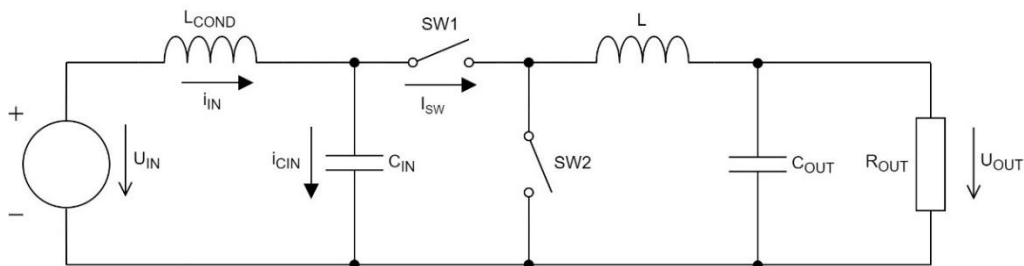 L_COND
SW1
L
i_IN
I_SW
+
U_IN
i_CIN
C_IN
SW2
C_OUT
R_OUT
U_OUT
−